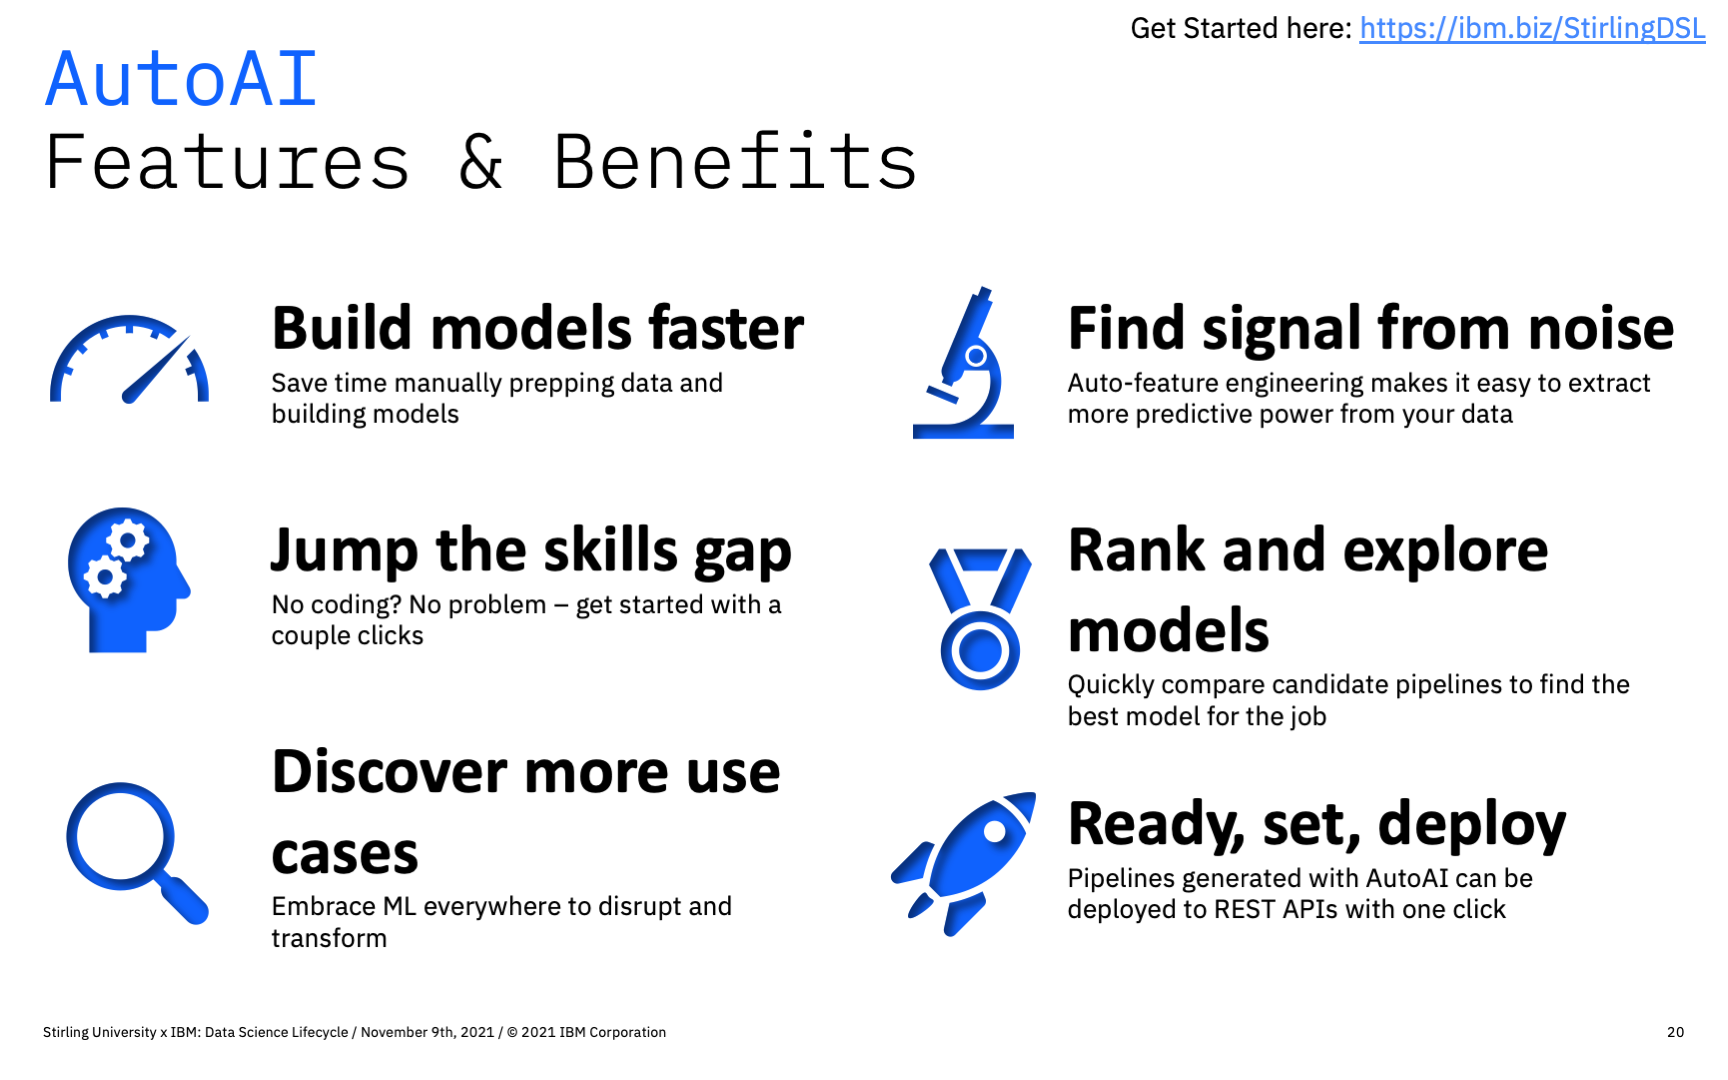 Get Started here: https://ibm.biz/StirlingDSL
AutoAI
Features & Benefits
Build models faster
Save time manually prepping data and
building models
Jump the skills gap
No coding? No problem – get started with a
couple clicks
Discover more use
cases
Embrace ML everywhere to disrupt and
transform
Find signal from noise
Auto-feature engineering makes it easy to extract
more predictive power from your data
Rank and explore
models
Quickly compare candidate pipelines to find the
best model for the job
Ready, set, deploy
Pipelines generated with AutoAI can be
deployed to REST APIs with one click
Stirling University x IBM: Data Science Lifecycle / November 9th, 2021 / © 2021 IBM Corporation
20